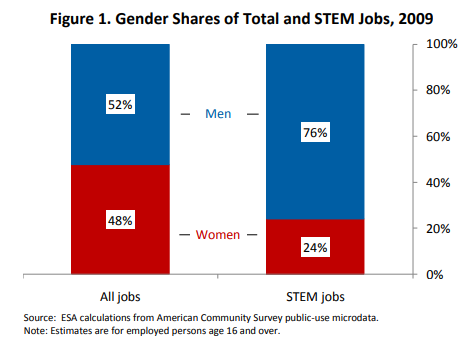 Figure 1. Gender Shares of Total and STEM Jobs, 2009
100%
80%
60%
40%
20%
0%
52%
Men
76%
48%
Women
24%
All jobs
STEM jobs
Source: ESA calculations from American Community Survey public-use microdata.
Note: Estimates are for employed persons age 16 and over.